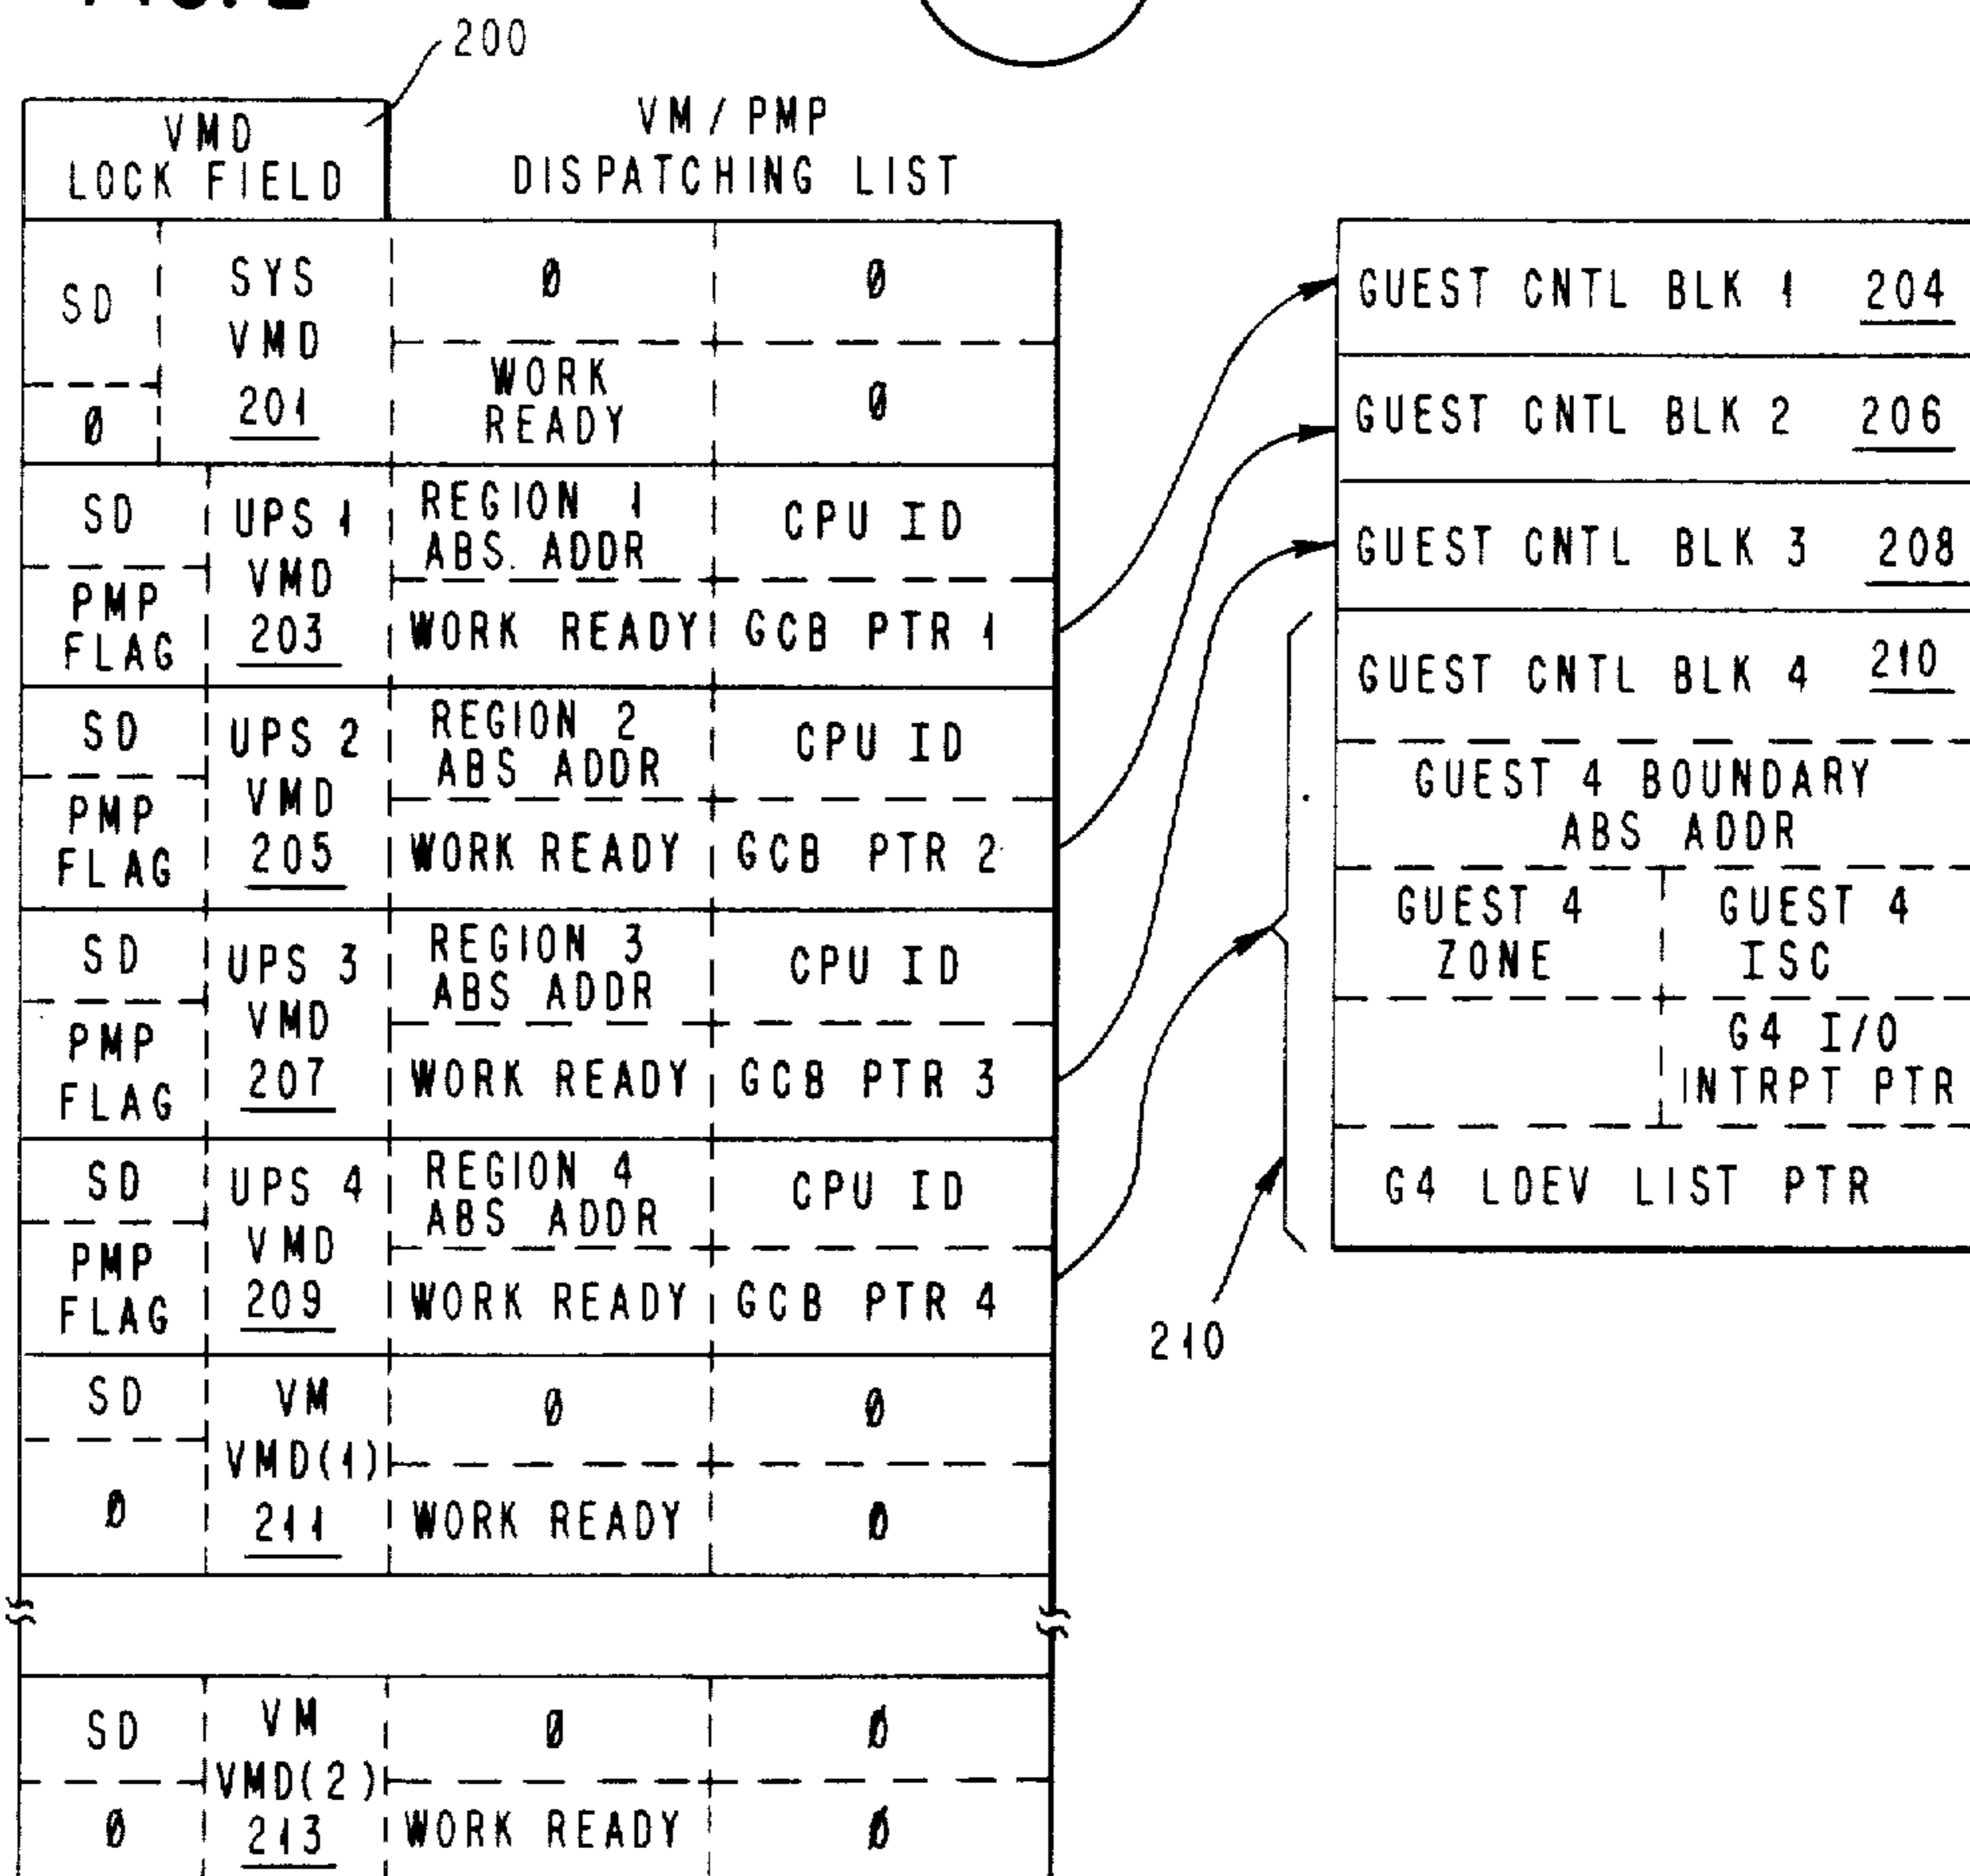 200
VMD
LOCK FIELD
VM/PMP
DISPATCHING LIST
SD
0
SYS
VMD
201
0
0
WORK
READY
0
SD
PMP
FLAG
UPS 1
VMD
203
REGION 1
ABS. ADDR
CPU ID
WORK READY
GCB PTR 1
SD
PMP
FLAG
UPS 2
VMD
205
REGION 2
ABS ADDR
CPU ID
WORK READY
GCB PTR 2
SD
PMP
FLAG
UPS 3
VMD
207
REGION 3
ABS ADDR
CPU ID
WORK READY
GCB PTR 3
SD
PMP
FLAG
UPS 4
VMD
209
REGION 4
ABS ADDR
CPU ID
WORK READY
GCB PTR 4
SD
0
VM
VMD(1)
211
0
0
WORK READY
0
SD
0
VM
VMD(2)
213
0
0
WORK READY
0
GUEST CNTL BLK 1 204
GUEST CNTL BLK 2 206
GUEST CNTL BLK 3 208
GUEST CNTL BLK 4 210
GUEST 4 BOUNDARY
ABS ADDR
GUEST 4
ZONE
GUEST 4
ISC
G4 I/O
INTRPT PTR
G4 LDEV LIST PTR
210